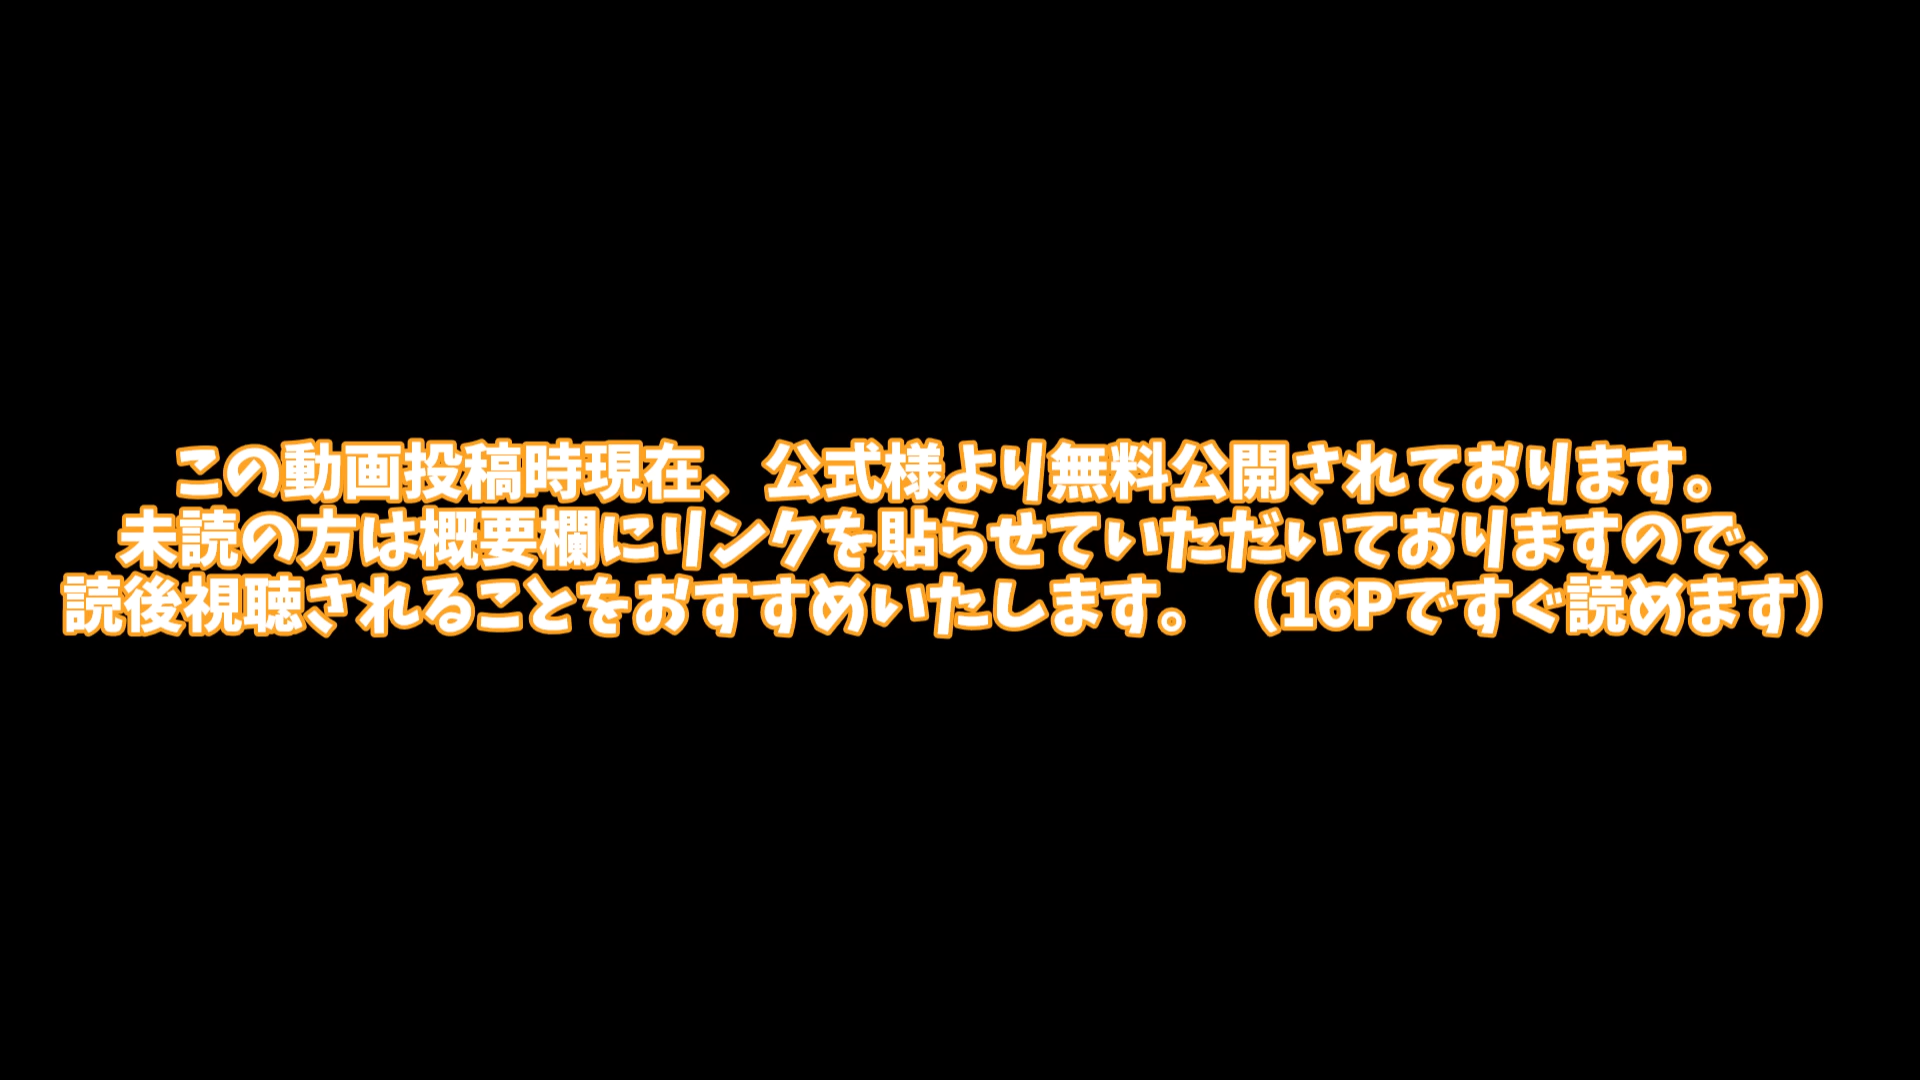 この動画投稿時現在、公式様より無料公開されております。
未読の方は概要欄にリンクを貼らせていただいておりますので、
読後視聴されることをおすすめいたします。（16Pですぐ読めます）